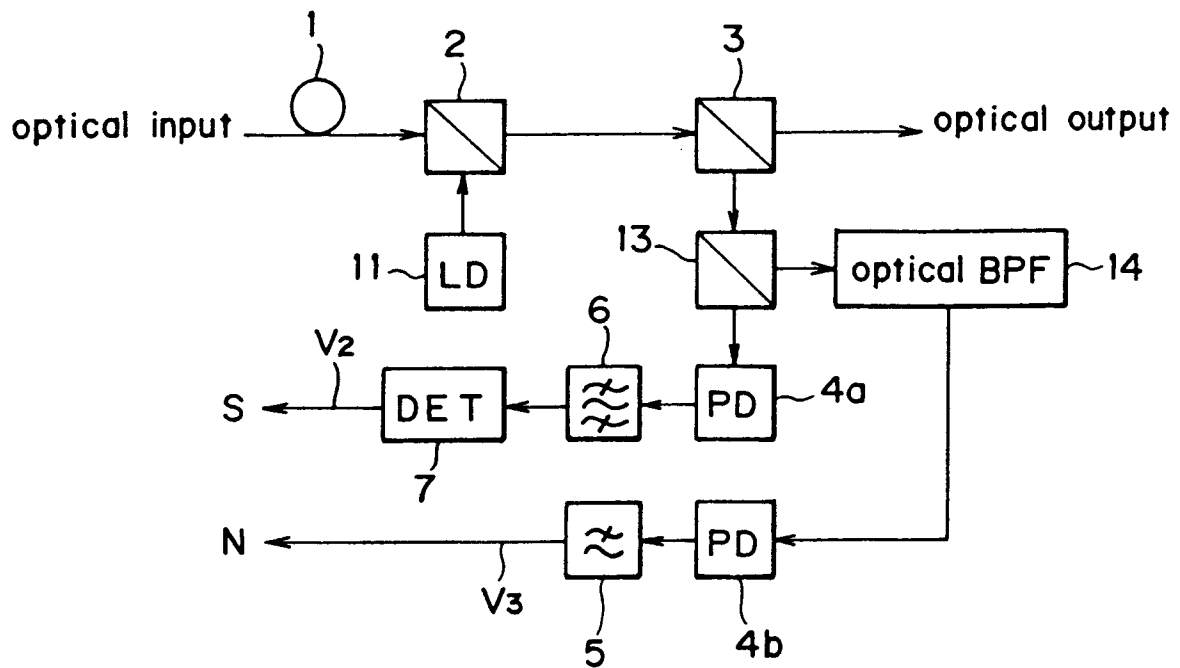 1
2
3
optical input
optical output
13
11
LD
optical BPF
14
6
V2
S
DET
PD
4a
7
N
PD
V3
5
4b